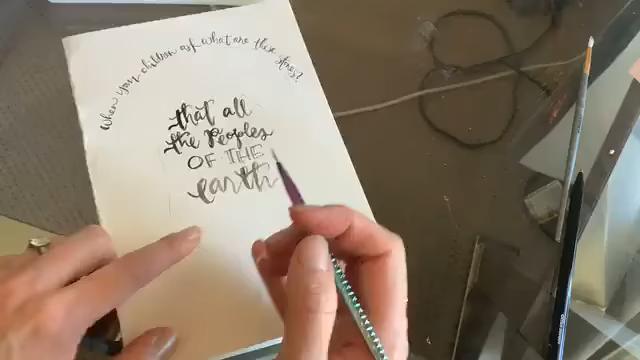 When your children ask what are these stones?
that all
the Peoples
OF THE
earth